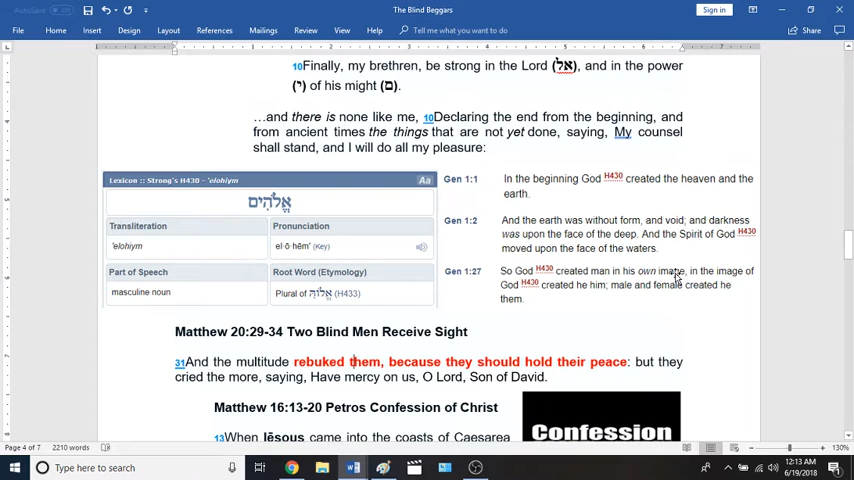 AutoSave
The Blind Beggars
Sign in
File Home Insert Draw Design Layout References Mailings Review View Help Tell me what you want to do Share
10Finally, my brethren, be strong in the Lord (אל), and in the power
(י) of his might (ם).
…and there is none like me, 10Declaring the end from the beginning, and
from ancient times the things that are not yet done, saying, My counsel
shall stand, and I will do all my pleasure:
Lexicon :: Strong's H430 - 'elohiym Aa
אֱלֹהִים
Transliteration Pronunciation
'elohiym el·ō·hēm' (Key)
Part of Speech Root Word (Etymology)
masculine noun Plural of אֱלוֹהַּ (H433)
Gen 1:1 In the beginning God H430 created the heaven and the
earth.
Gen 1:2 And the earth was without form, and void; and darkness
was upon the face of the deep. And the Spirit of God H430
moved upon the face of the waters.
Gen 1:27 So God H430 created man in his own image, in the image of
God H430 created he him; male and female created he
them.
Matthew 20:29-34 Two Blind Men Receive Sight
31And the multitude rebuked them, because they should hold their peace: but they
cried the more, saying, Have mercy on us, O Lord, Son of David.
Matthew 16:13-20 Petros Confession of Christ
13When Iēsous came into the coasts of Caesarea
Confession
Page 4 of 7 2210 words 130%
Type here to search
12:13 AM
6/19/2018